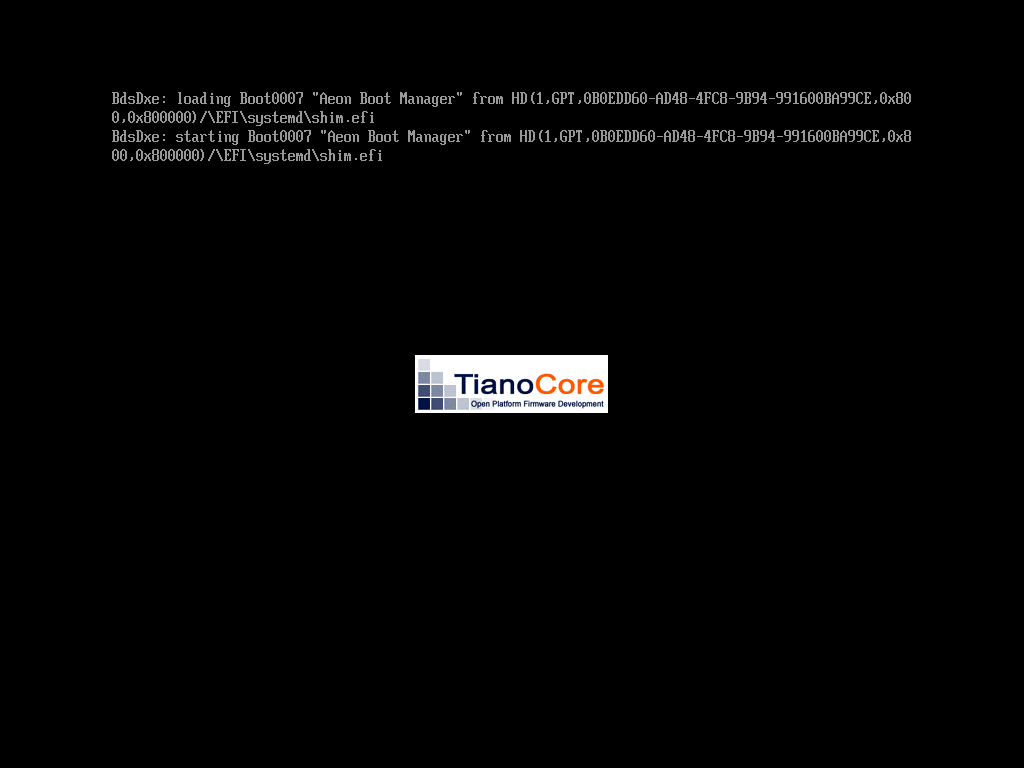 BdsDxe: loading Boot0007 "Aeon Boot Manager" from HD(1,GPT,0B0EDD60-AD48-4FC8-9B94-991600BA99CE,0x80
0,0x800000)/\EFI\systemd\shim.efi
BdsDxe: starting Boot0007 "Aeon Boot Manager" from HD(1,GPT,0B0EDD60-AD48-4FC8-9B94-991600BA99CE,0x8
00,0x800000)/\EFI\systemd\shim.efi
TianoCore
Open Platform Firmware Development